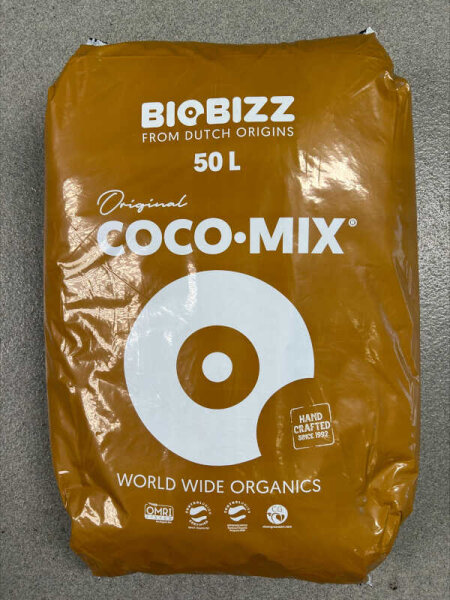 BIOBIZZ
FROM DUTCH ORIGINS
50 L
Original
COCO•MIX®
HAND
CRAFTED
SINCE 1992
WORLD WIDE ORGANICS
OMRI